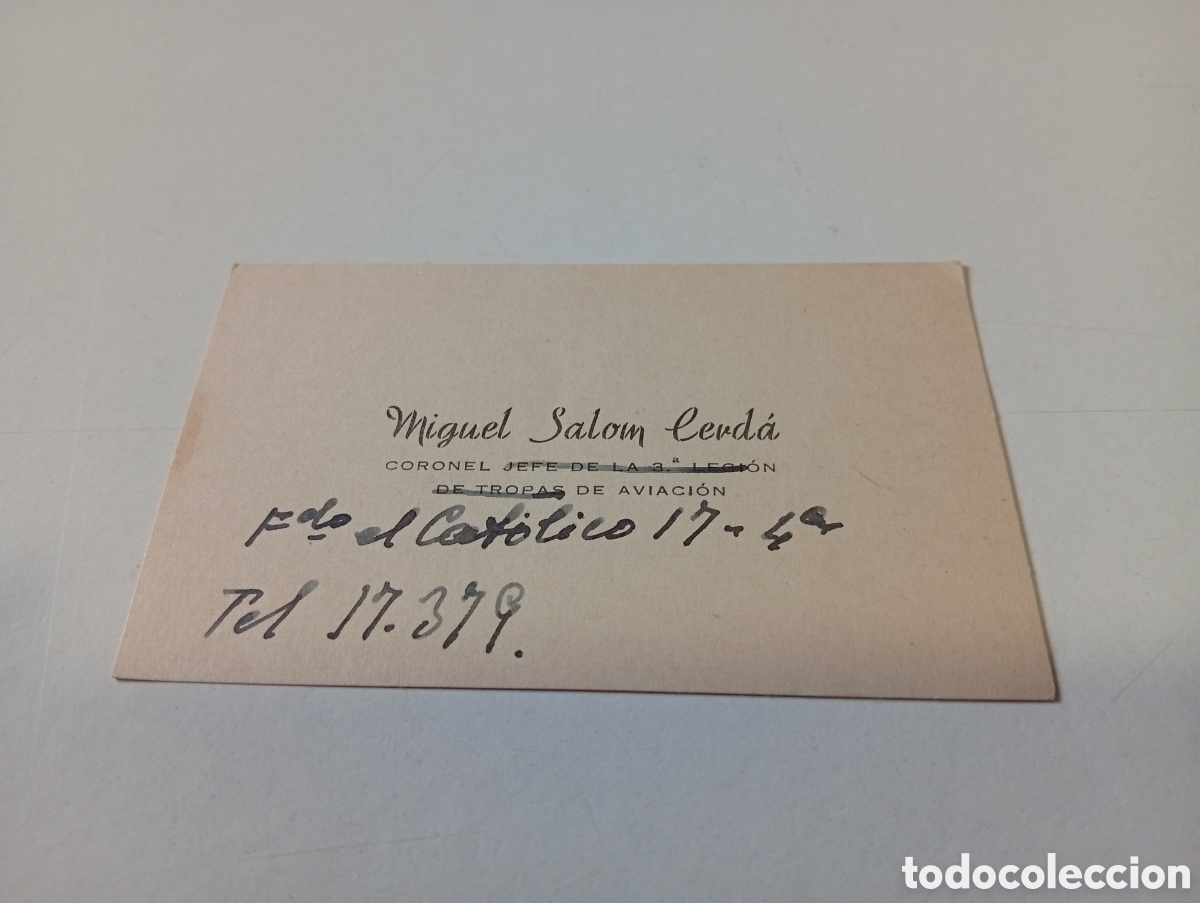 Miguel Salom Cerdá
CORONEL JEFE DE LA 3.ª LEGIÓN
DE TROPAS DE AVIACIÓN
Fdo el Católico 17-4º
Tel 17.379.
todocoleccion